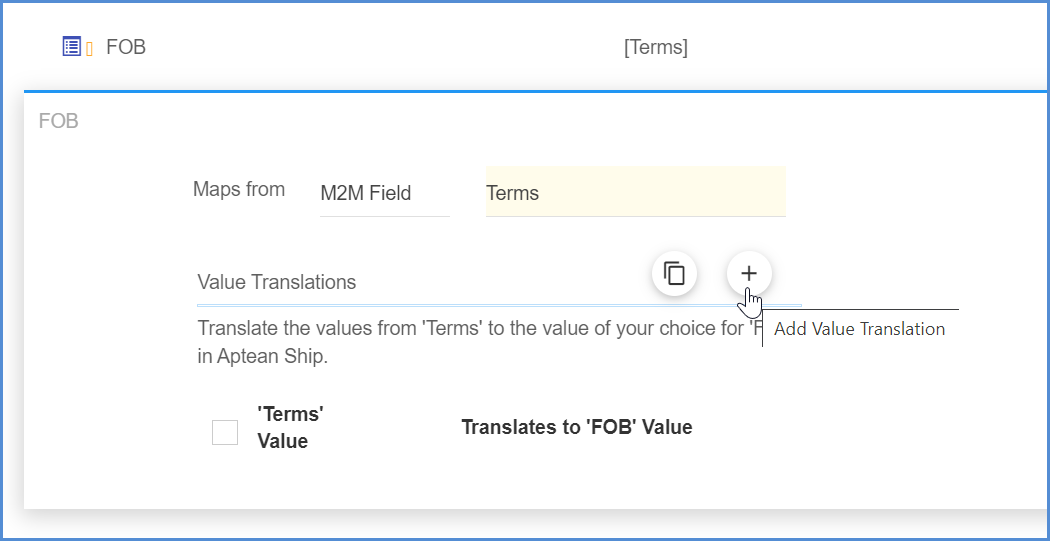 FOB [Terms]
FOB
Maps from M2M Field Terms
Value Translations
Translate the values from 'Terms' to the value of your choice for 'F
Add Value Translation
in Aptean Ship.
'Terms'
Value
Translates to 'FOB' Value